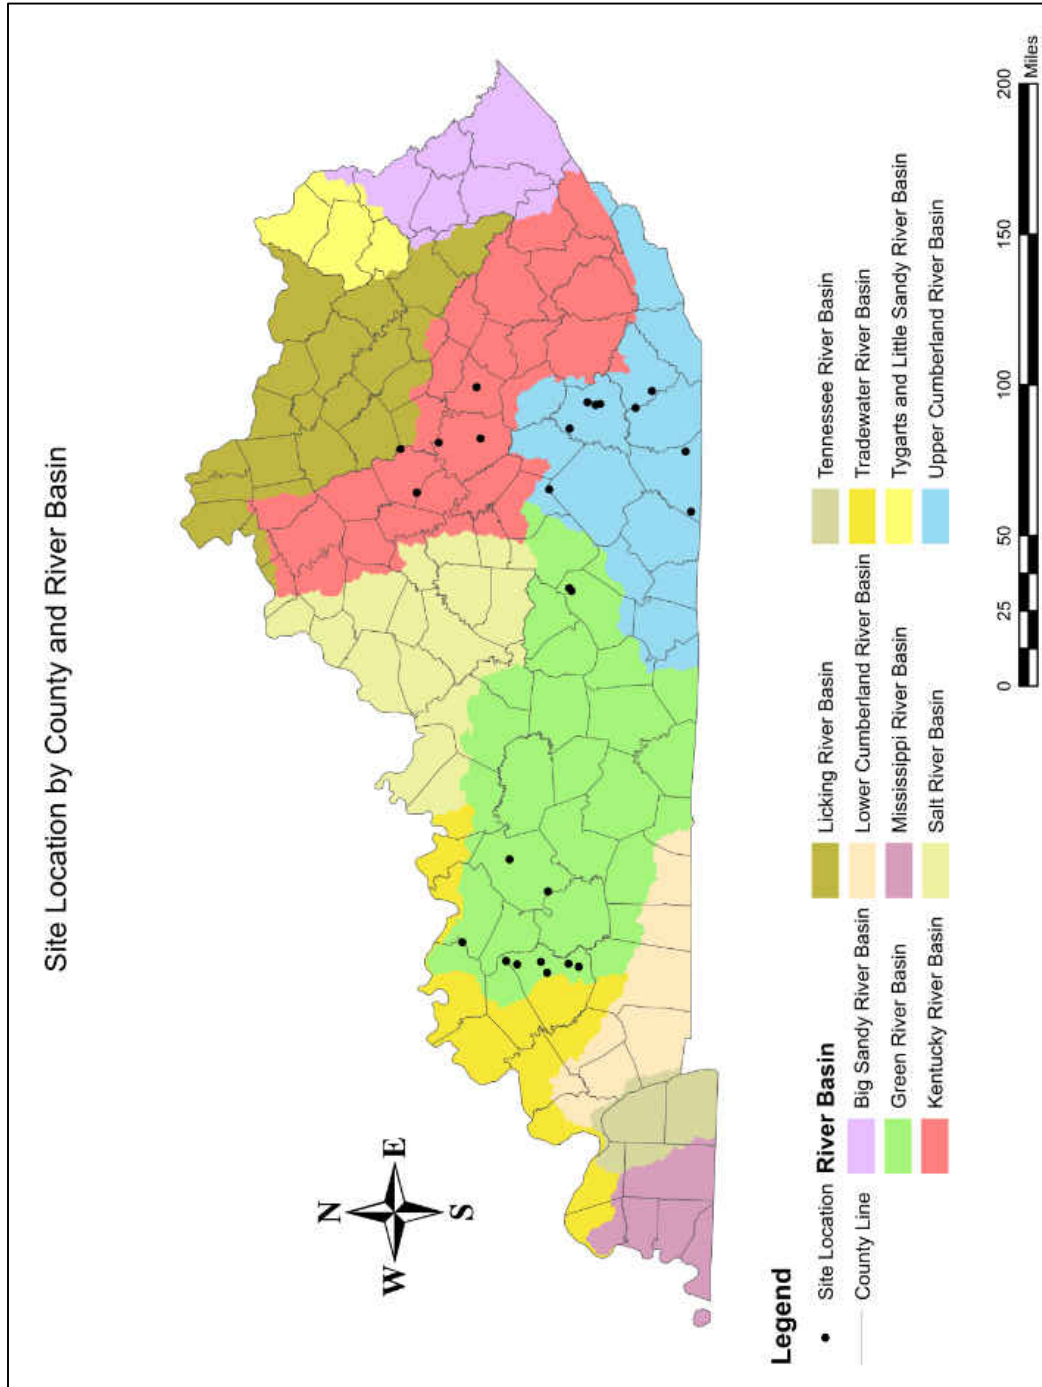 Site Location by County and River Basin
N
W
E
S
Legend
Site Location
County Line
River Basin
Big Sandy River Basin
Green River Basin
Kentucky River Basin
Licking River Basin
Lower Cumberland River Basin
Mississippi River Basin
Salt River Basin
Tennessee River Basin
Tradewater River Basin
Tygarts and Little Sandy River Basin
Upper Cumberland River Basin
0 25 50 100 150 200
Miles